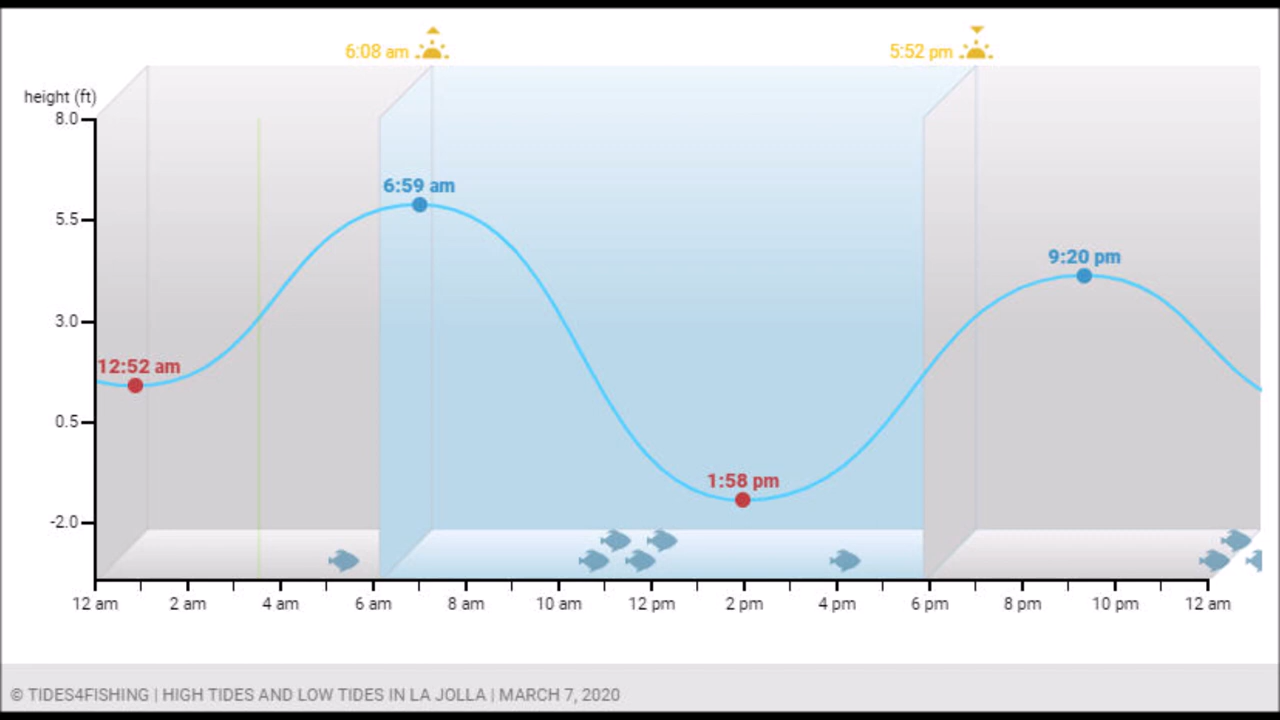 6:08 am
5:52 pm
height (ft)
8.0
6:59 am
5.5
9:20 pm
3.0
12:52 am
0.5
1:58 pm
-2.0
12 am 2 am 4 am 6 am 8 am 10 am 12 pm 2 pm 4 pm 6 pm 8 pm 10 pm 12 am
© TIDES4FISHING | HIGH TIDES AND LOW TIDES IN LA JOLLA | MARCH 7, 2020